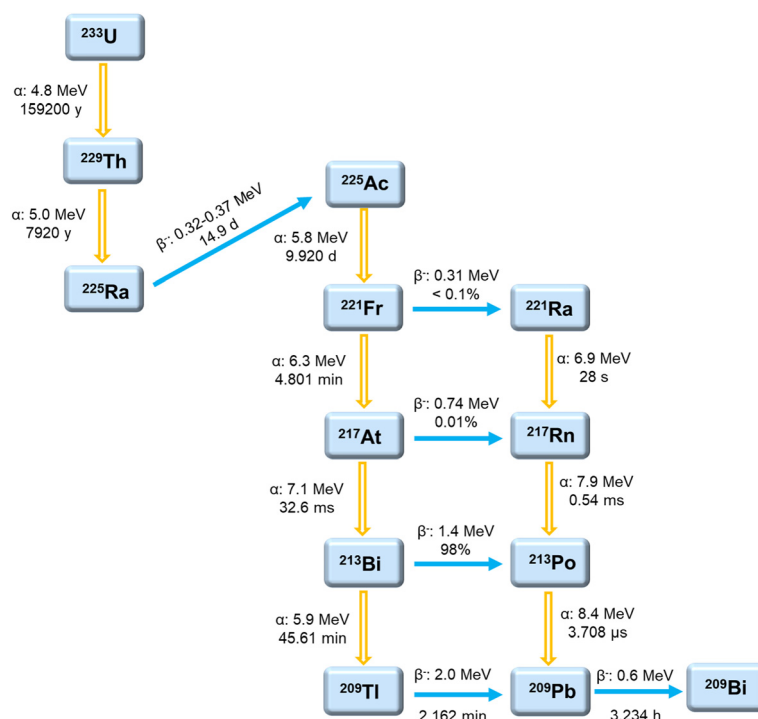 ²³³U
α: 4.8 MeV
159200 y
²²⁹Th
α: 5.0 MeV
7920 y
²²⁵Ra
β⁻: 0.32-0.37 MeV
14.9 d
²²⁵Ac
α: 5.8 MeV
9.920 d
²²¹Fr
β⁻: 0.31 MeV
< 0.1%
²²¹Ra
α: 6.3 MeV
4.801 min
α: 6.9 MeV
28 s
²¹⁷At
β⁻: 0.74 MeV
0.01%
²¹⁷Rn
α: 7.1 MeV
32.6 ms
α: 7.9 MeV
0.54 ms
²¹³Bi
β⁻: 1.4 MeV
98%
²¹³Po
α: 5.9 MeV
45.61 min
α: 8.4 MeV
3.708 µs
²⁰⁹Tl
β⁻: 2.0 MeV
2.162 min
²⁰⁹Pb
β⁻: 0.6 MeV
3.234 h
²⁰⁹Bi